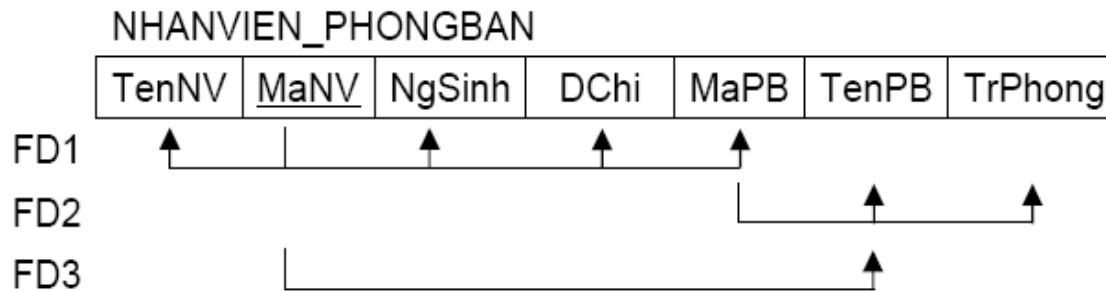 NHANVIEN_PHONGBAN
TenNV MaNV NgSinh DChi MaPB TenPB TrPhong
FD1
FD2
FD3